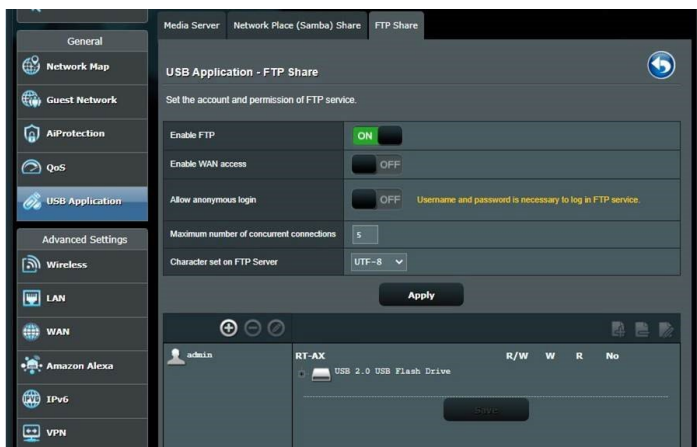 Media Server Network Place (Samba) Share FTP Share
General
Network Map
Guest Network
AiProtection
QoS
USB Application
Advanced Settings
Wireless
LAN
WAN
Amazon Alexa
IPv6
VPN
USB Application - FTP Share
Set the account and permission of FTP service.
Enable FTP ON
Enable WAN access OFF
Allow anonymous login OFF Username and password is necessary to log in FTP service.
Maximum number of concurrent connections 5
Character set on FTP Server UTF-8
Apply
admin
RT-AX R/W W R No
USB 2.0 USB Flash Drive
Save